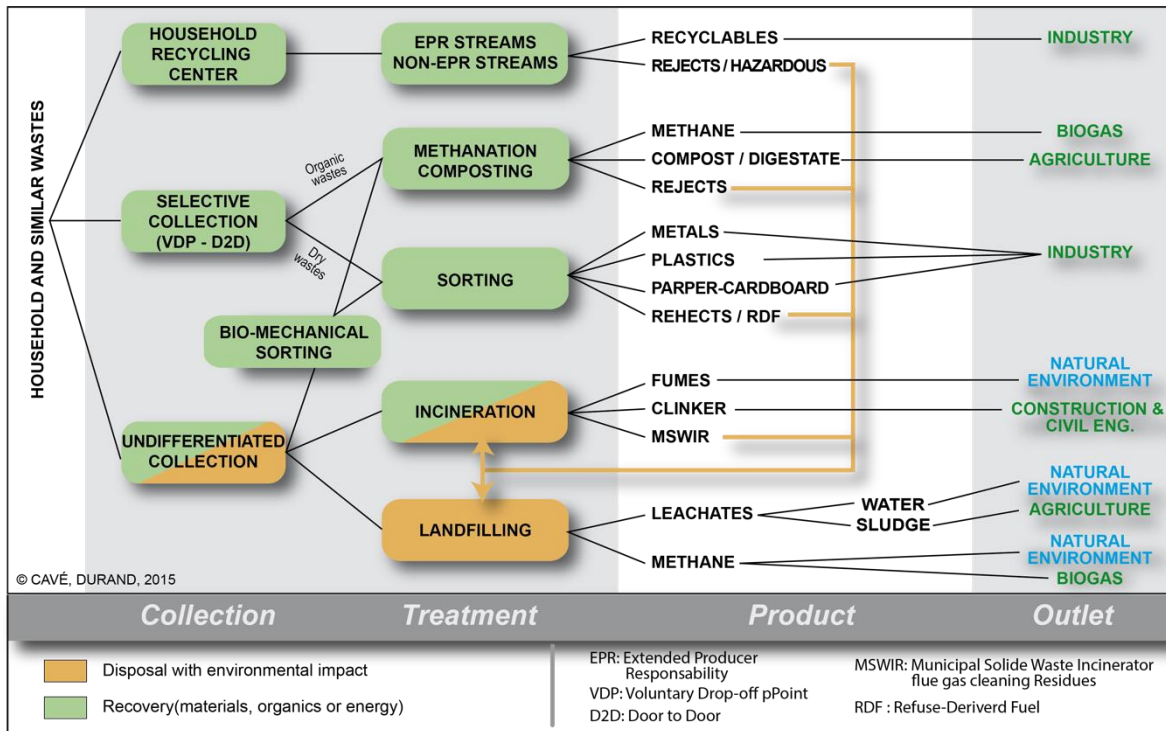 HOUSEHOLD AND SIMILAR WASTES
HOUSEHOLD
RECYCLING
CENTER
EPR STREAMS
NON-EPR STREAMS
RECYCLABLES
INDUSTRY
REJECTS / HAZARDOUS
Organic
wastes
METHANATION
COMPOSTING
METHANE
BIOGAS
COMPOST / DIGESTATE
AGRICULTURE
REJECTS
SELECTIVE
COLLECTION
(VDP - D2D)
Dry
wastes
SORTING
METALS
PLASTICS
INDUSTRY
PARPER-CARDBOARD
REHECTS / RDF
BIO-MECHANICAL
SORTING
UNDIFFERENTIATED
COLLECTION
INCINERATION
FUMES
NATURAL
ENVIRONMENT
CLINKER
CONSTRUCTION &
CIVIL ENG.
MSWIR
LANDFILLING
LEACHATES
WATER
SLUDGE
NATURAL
ENVIRONMENT
AGRICULTURE
METHANE
NATURAL
ENVIRONMENT
BIOGAS
© CAVÉ, DURAND, 2015
Collection
Treatment
Product
Outlet
Disposal with environmental impact
Recovery(materials, organics or energy)
EPR: Extended Producer
Responsability
VDP: Voluntary Drop-off pPoint
D2D: Door to Door
MSWIR: Municipal Solide Waste Incinerator
flue gas cleaning Residues
RDF : Refuse-Deriverd Fuel